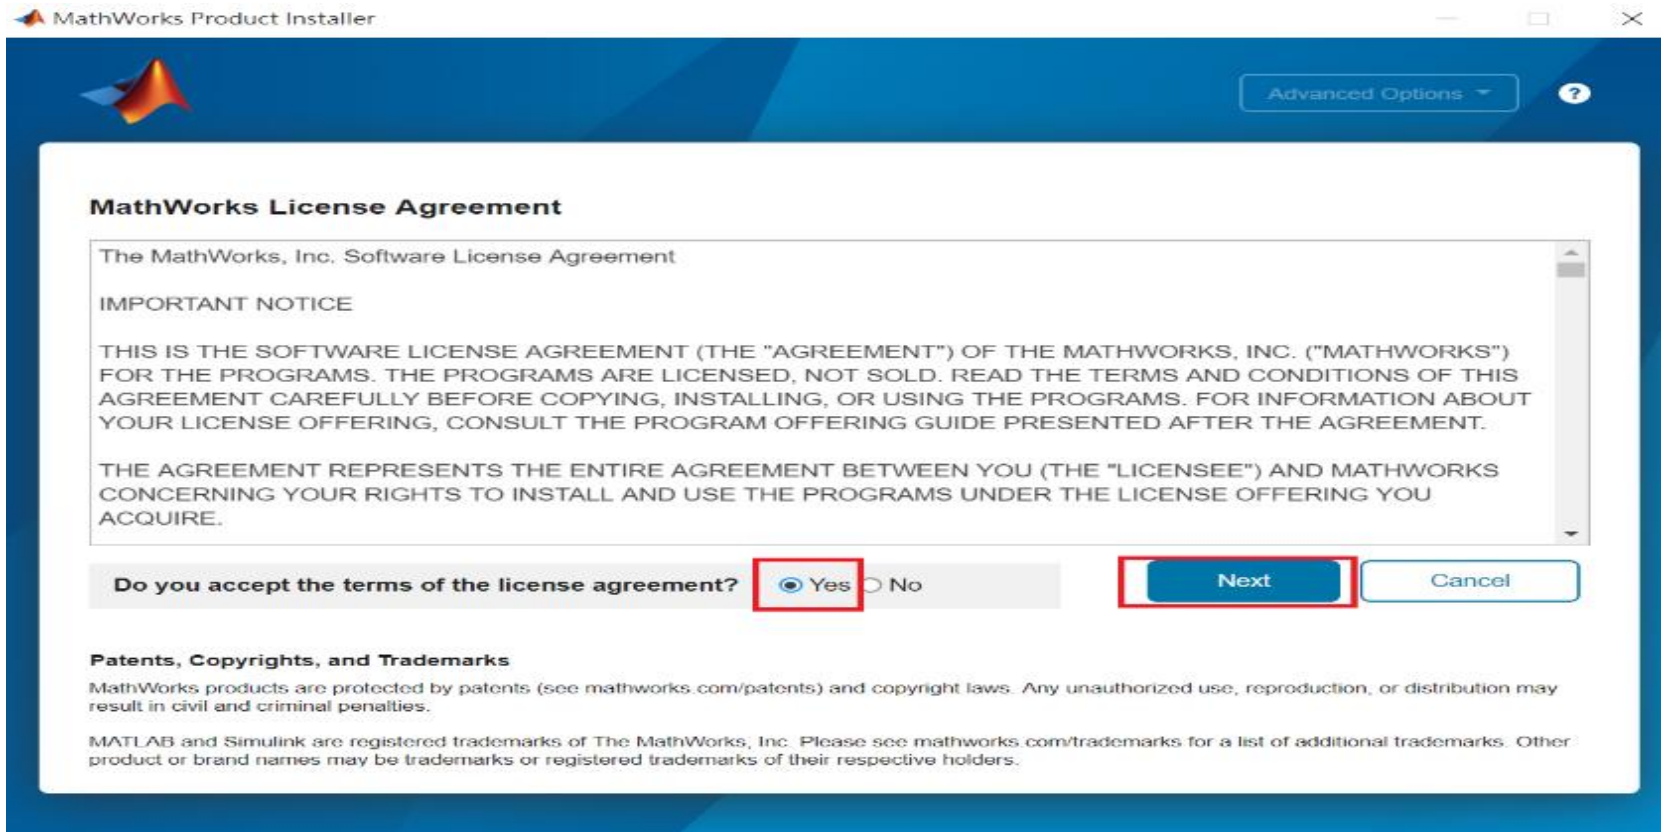 MathWorks Product Installer
Advanced Options
?
MathWorks License Agreement
The MathWorks, Inc. Software License Agreement
IMPORTANT NOTICE
THIS IS THE SOFTWARE LICENSE AGREEMENT (THE "AGREEMENT") OF THE MATHWORKS, INC. ("MATHWORKS")
FOR THE PROGRAMS. THE PROGRAMS ARE LICENSED, NOT SOLD. READ THE TERMS AND CONDITIONS OF THIS
AGREEMENT CAREFULLY BEFORE COPYING, INSTALLING, OR USING THE PROGRAMS. FOR INFORMATION ABOUT
YOUR LICENSE OFFERING, CONSULT THE PROGRAM OFFERING GUIDE PRESENTED AFTER THE AGREEMENT.
THE AGREEMENT REPRESENTS THE ENTIRE AGREEMENT BETWEEN YOU (THE "LICENSEE") AND MATHWORKS
CONCERNING YOUR RIGHTS TO INSTALL AND USE THE PROGRAMS UNDER THE LICENSE OFFERING YOU
ACQUIRE.
Do you accept the terms of the license agreement? Yes No
Next Cancel
Patents, Copyrights, and Trademarks
MathWorks products are protected by patents (see mathworks.com/patents) and copyright laws. Any unauthorized use, reproduction, or distribution may
result in civil and criminal penalties.
MATLAB and Simulink are registered trademarks of The MathWorks, Inc. Please see mathworks.com/trademarks for a list of additional trademarks. Other
product or brand names may be trademarks or registered trademarks of their respective holders.